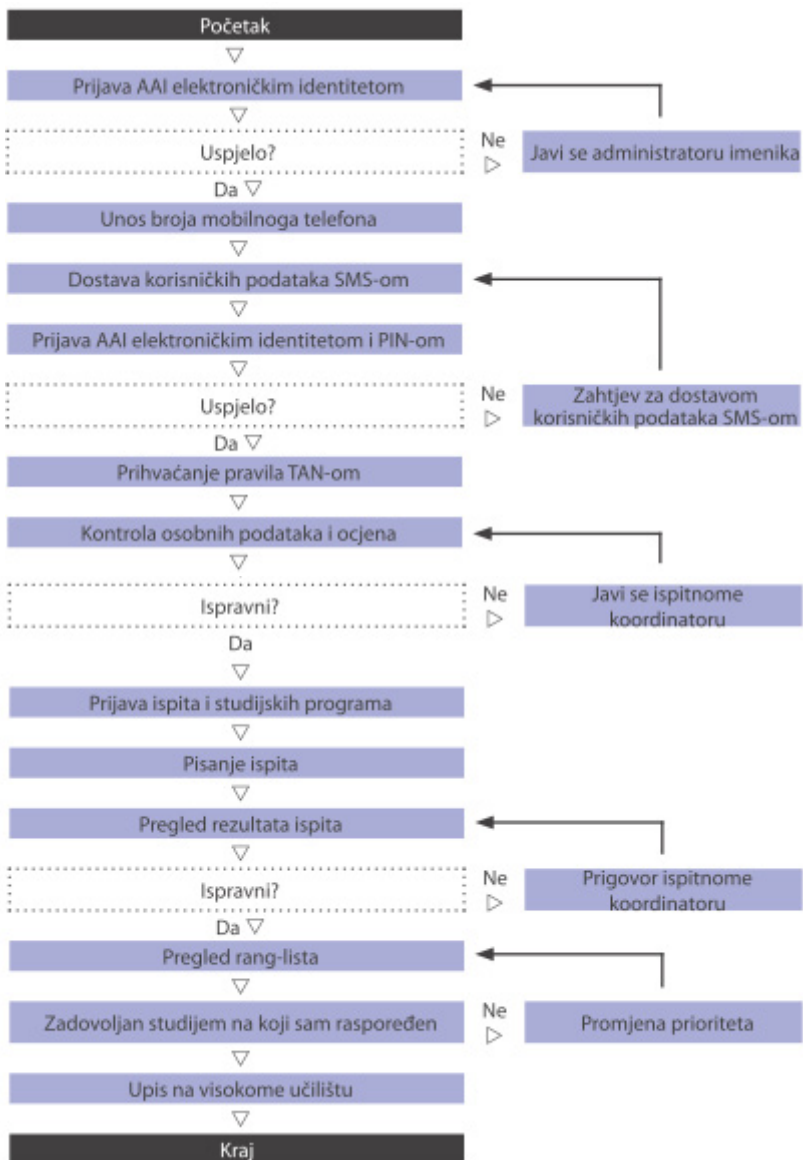 Početak
Prijava AAI elektroničkim identitetom
Uspjelo?
Ne
Javi se administratoru imenika
Da
Unos broja mobilnoga telefona
Dostava korisničkih podataka SMS-om
Prijava AAI elektroničkim identitetom i PIN-om
Uspjelo?
Ne
Zahtjev za dostavom
korisničkih podataka SMS-om
Da
Prihvaćanje pravila TAN-om
Kontrola osobnih podataka i ocjena
Ispravni?
Ne
Javi se ispitnome
koordinatoru
Da
Prijava ispita i studijskih programa
Pisanje ispita
Pregled rezultata ispita
Ispravni?
Ne
Prigovor ispitnome
koordinatoru
Da
Pregled rang-lista
Zadovoljan studijem na koji sam raspoređen
Ne
Promjena prioriteta
Upis na visokome učilištu
Kraj